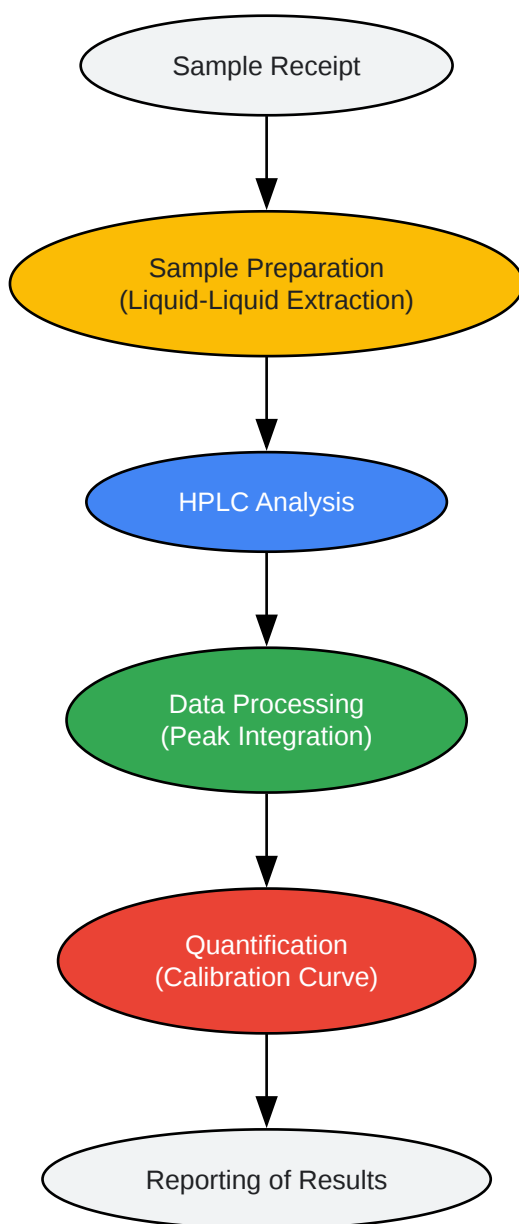 Sample Receipt
Sample Preparation
(Liquid-Liquid Extraction)
HPLC Analysis
Data Processing
(Peak Integration)
Quantification
(Calibration Curve)
Reporting of Results